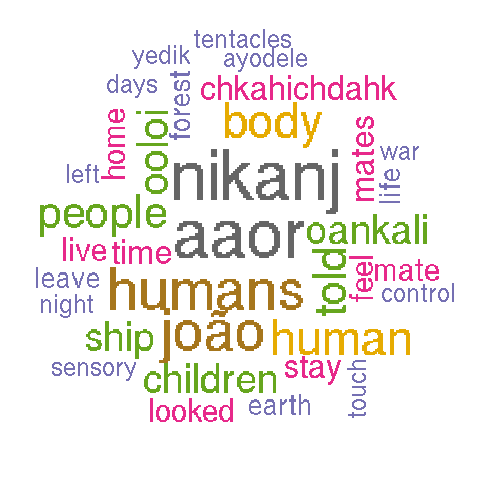 tentacles
yedik
ayodele
days
forest
chkahichdahk
home
ooloi
body
mates
war
left
nikanj
life
people
aaor
oankali
live
time
told
feel
mate
leave
humans
control
night
ship
joão
human
sensory
children
stay
touch
looked
earth